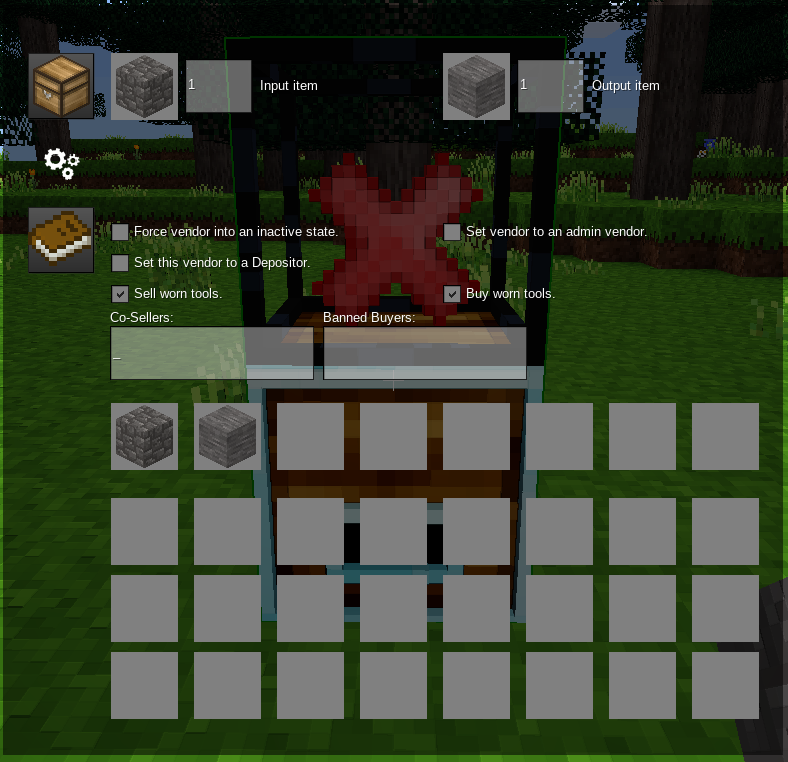 1 Input item
1 Output item
Force vendor into an inactive state.
Set vendor to an admin vendor.
Set this vendor to a Depositor.
Sell worn tools.
Buy worn tools.
Co-Sellers:
Banned Buyers:
_